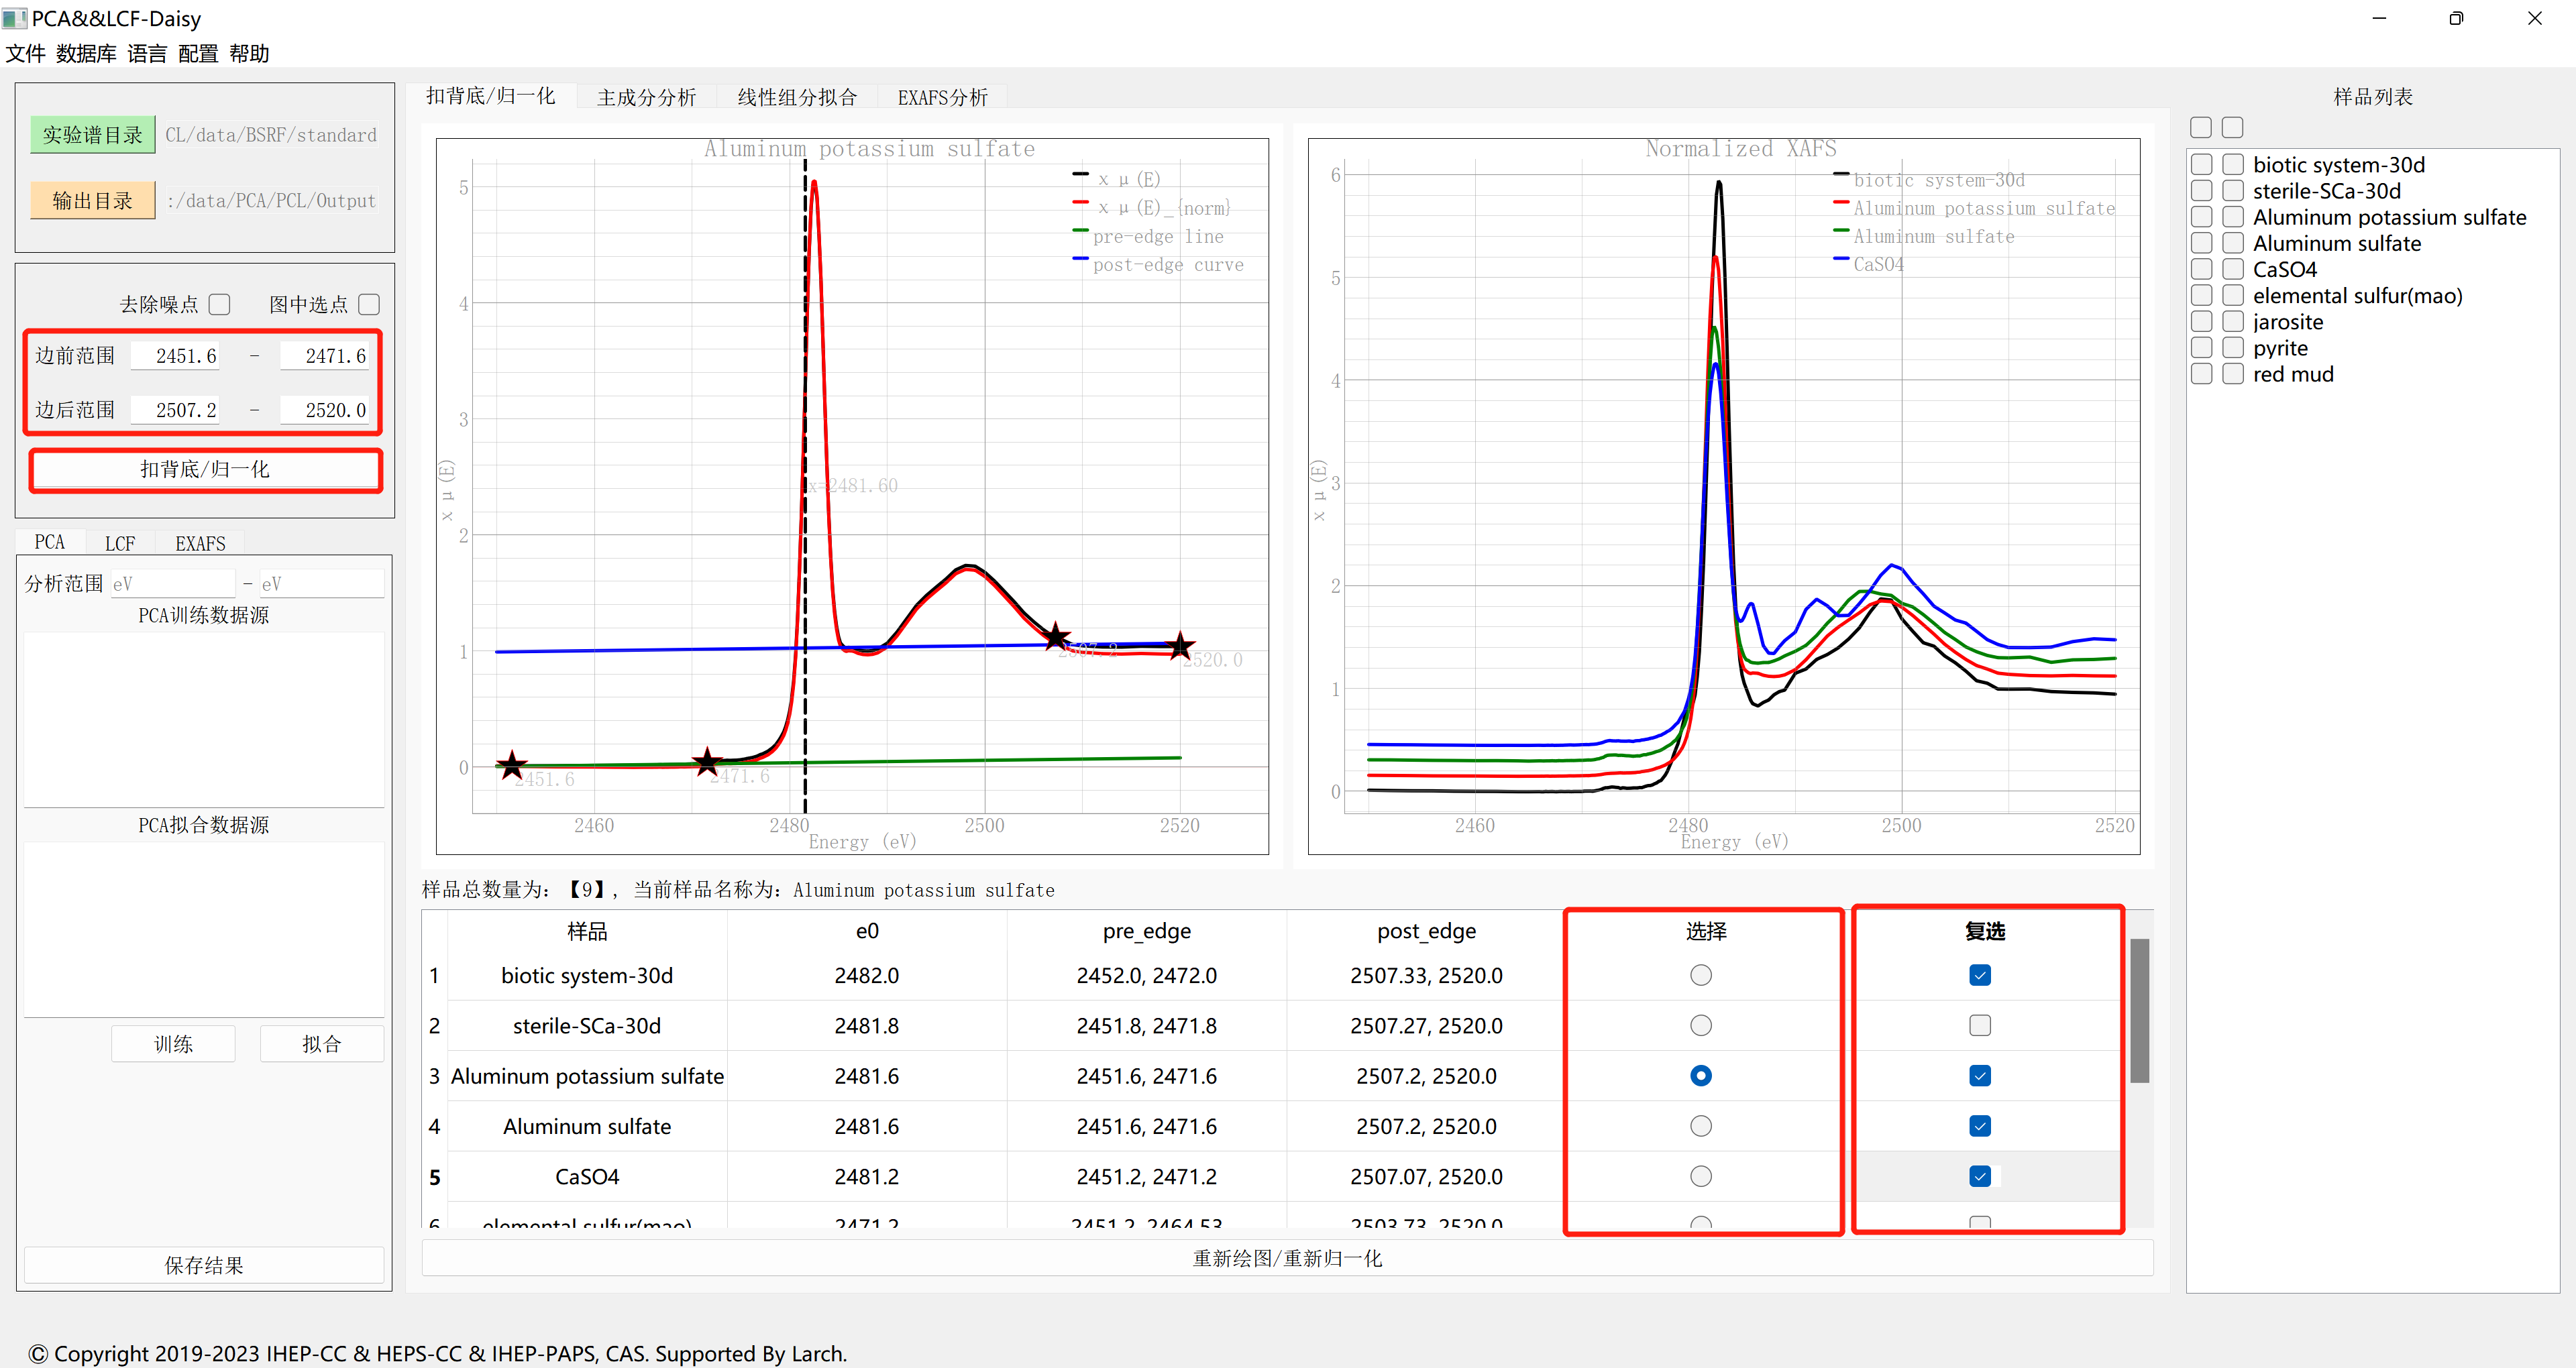 PCA&&LCF-Daisy
文件 数据库 语言 配置 帮助
实验谱目录 CL/data/BSRF/standard
输出目录 :/data/PCA/PCL/Output
去除噪点 图中选点
边前范围 2451.6 - 2471.6
边后范围 2507.2 - 2520.0
扣背底/归一化
PCA LCF EXAFS
分析范围 eV - eV
PCA训练数据源
PCA拟合数据源
训练 拟合
保存结果
扣背底/归一化 主成分分析 线性组分拟合 EXAFS分析
Aluminum potassium sulfate
x μ(E)
x μ(E)_{norm}
pre-edge line
post-edge curve
x=2481.60
2451.6
2471.6
2507.2
2520.0
5
4
3
2
1
0
x μ(E)
2460 2480 2500 2520
Energy (eV)
Normalized XAFS
biotic system-30d
Aluminum potassium sulfate
Aluminum sulfate
CaSO4
6
5
4
3
2
1
0
x μ(E)
2460 2480 2500 2520
Energy (eV)
样品总数量为：【9】, 当前样品名称为：Aluminum potassium sulfate
样品 e0 pre_edge post_edge 选择 复选
1 biotic system-30d 2482.0 2452.0, 2472.0 2507.33, 2520.0
2 sterile-SCa-30d 2481.8 2451.8, 2471.8 2507.27, 2520.0
3 Aluminum potassium sulfate 2481.6 2451.6, 2471.6 2507.2, 2520.0
4 Aluminum sulfate 2481.6 2451.6, 2471.6 2507.2, 2520.0
5 CaSO4 2481.2 2451.2, 2471.2 2507.07, 2520.0
6 elemental sulfur(mao) 2471.2 2451.2, 2464.53 2503.73, 2520.0
重新绘图/重新归一化
样品列表
biotic system-30d
sterile-SCa-30d
Aluminum potassium sulfate
Aluminum sulfate
CaSO4
elemental sulfur(mao)
jarosite
pyrite
red mud
© Copyright 2019-2023 IHEP-CC & HEPS-CC & IHEP-PAPS, CAS. Supported By Larch.